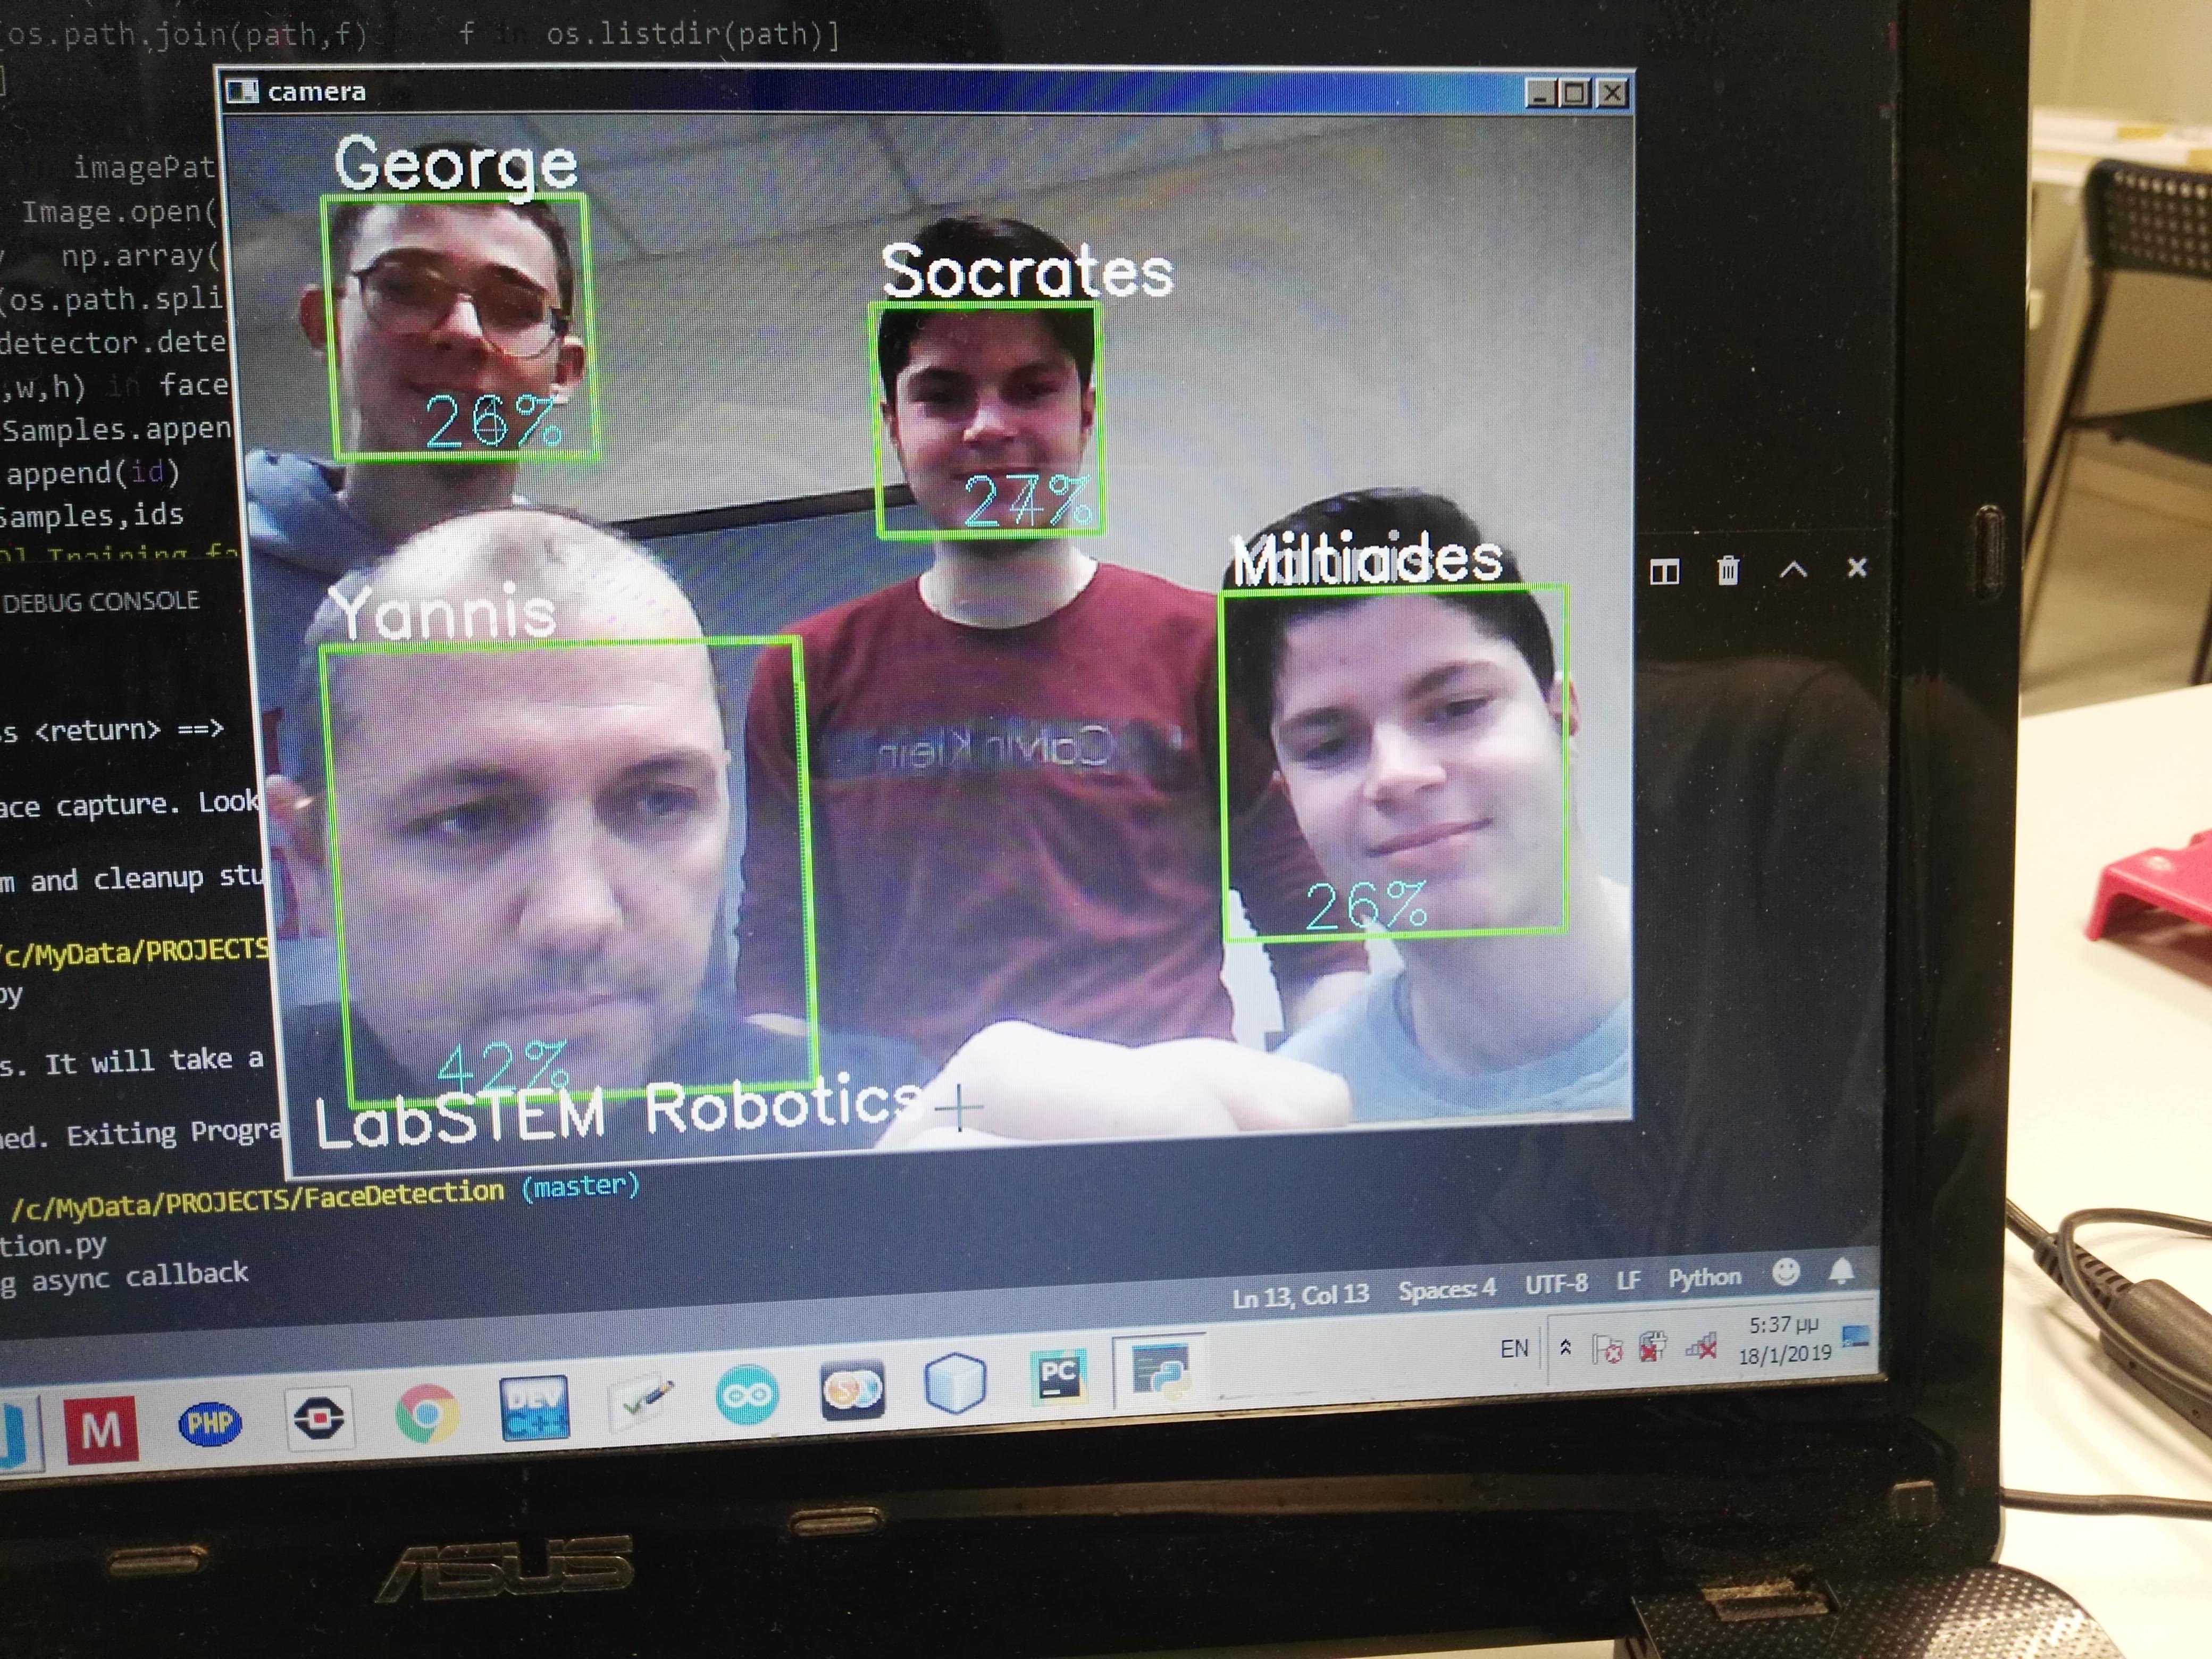 os.path.join(path,f) f in os.listdir(path)]
]
camera
imagePat
Image.open(
np.array(
(os.path.spli
detector.dete
,w,h) in face
Samples.appen
append(id)
Samples,ids
Training fa
George
26%
Socrates
27%
Yannis
42%
Miltiades
26%
Calvin Klein
LabSTEM Robotics
DEBUG CONSOLE
s <return> ==>
ace capture. Look
m and cleanup stu
/c/MyData/PROJECTS
py
s. It will take a
ned. Exiting Progra
/c/MyData/PROJECTS/FaceDetection (master)
tion.py
g async callback
Ln 13, Col 13 Spaces: 4 UTF-8 LF Python
EN
5:37 μμ
18/1/2019
M
PHP
DEV
C++
PC
ASUS